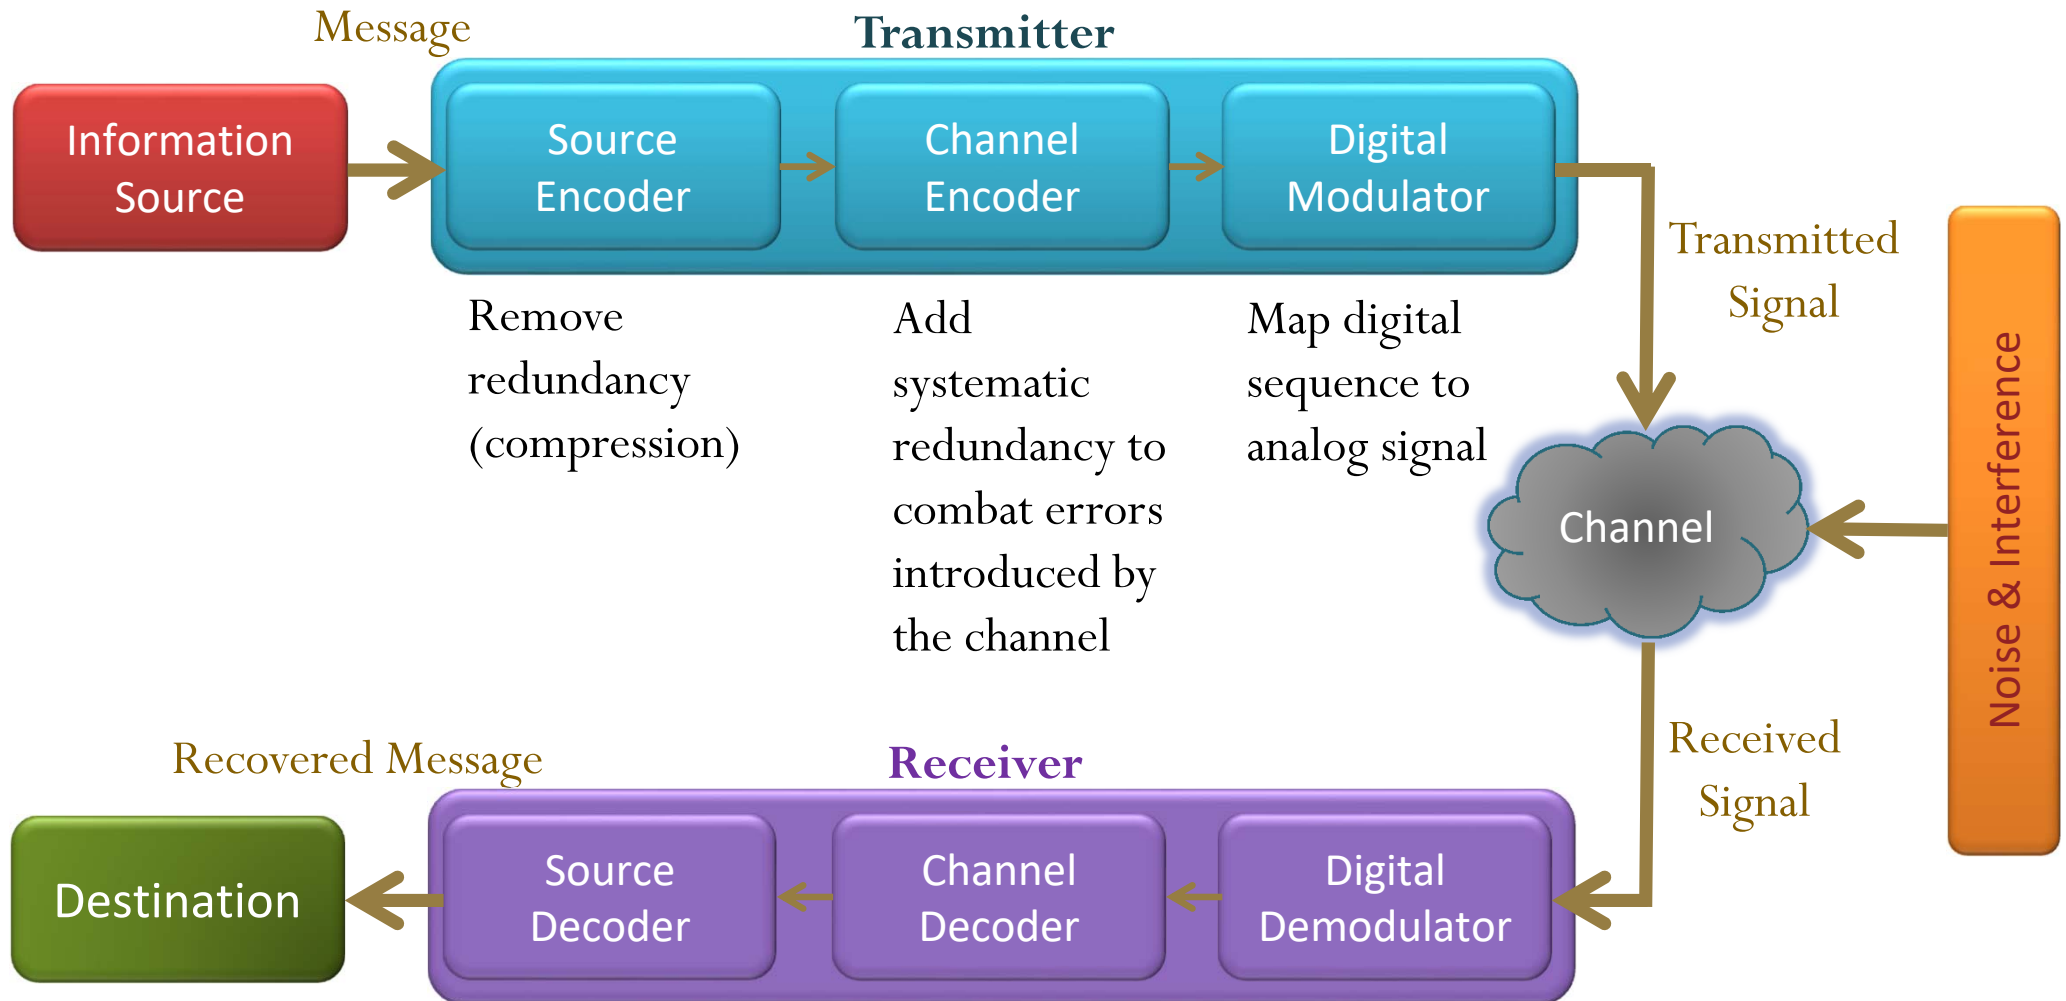 Message
Transmitter
Information
Source
Source
Encoder
Channel
Encoder
Digital
Modulator
Transmitted
Signal
Remove
redundancy
(compression)
Add
systematic
redundancy to
combat errors
introduced by
the channel
Map digital
sequence to
analog signal
Channel
Noise & Interference
Received
Signal
Recovered Message
Receiver
Digital
Demodulator
Channel
Decoder
Source
Decoder
Destination